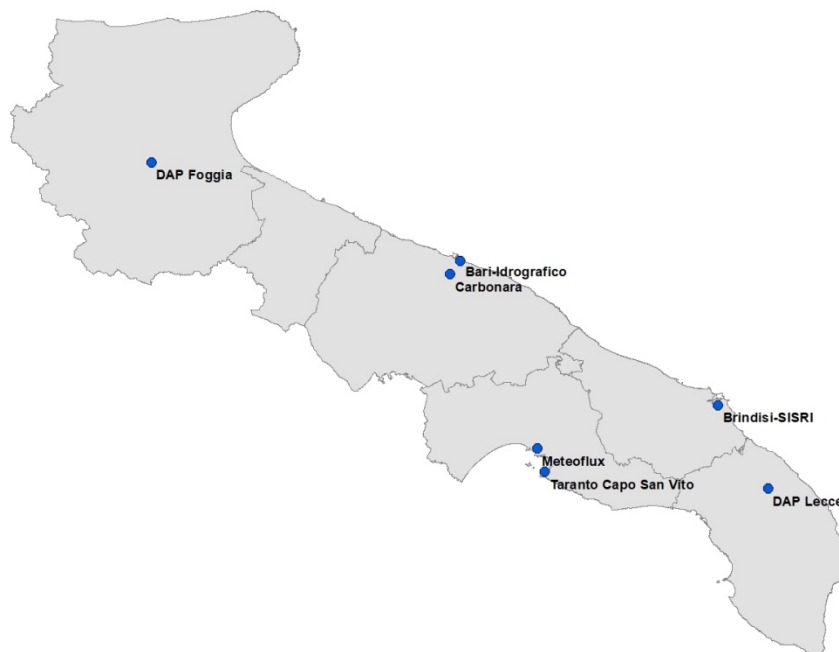 DAP Foggia
Bari-Idrografico
Carbonara
Brindisi-SISRI
Meteoflux
Taranto Capo San Vito
DAP Lecce